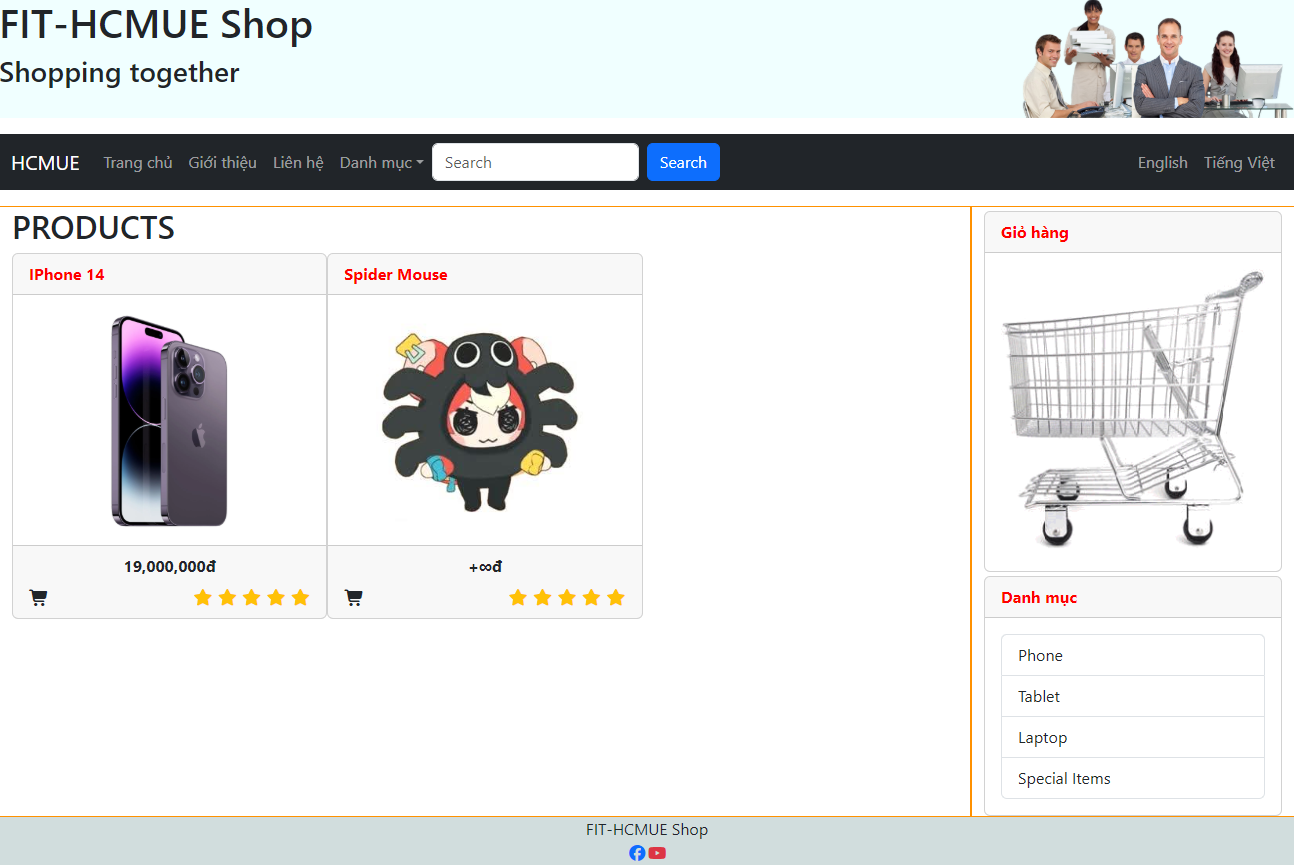 FIT-HCMUE Shop
Shopping together
HCMUE Trang chủ Giới thiệu Liên hệ Danh mục Search Search English Tiếng Việt
PRODUCTS
IPhone 14
Spider Mouse
19,000,000đ
+∞đ
Giỏ hàng
Danh mục
Phone
Tablet
Laptop
Special Items
FIT-HCMUE Shop